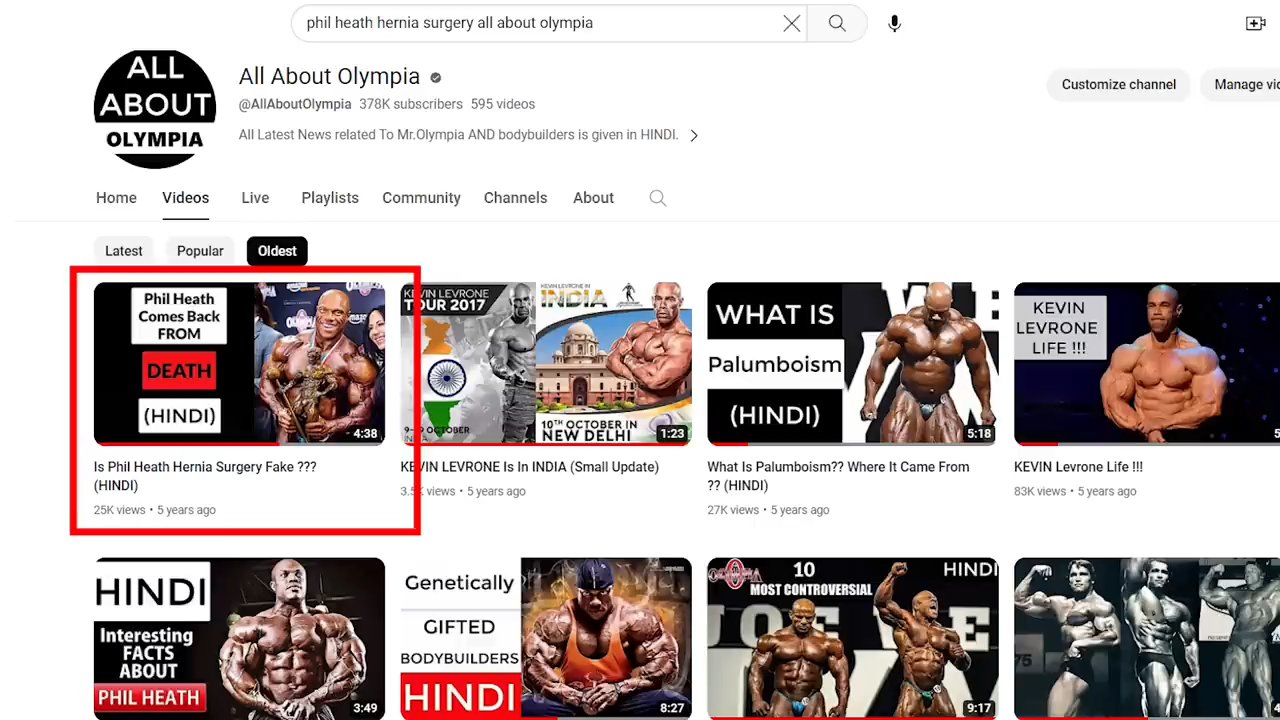 phil heath hernia surgery all about olympia
ALL
ABOUT
OLYMPIA
All About Olympia
@AllAboutOlympia 378K subscribers 595 videos
All Latest News related To Mr.Olympia AND bodybuilders is given in HINDI.
Customize channel
Manage vic
Home Videos Live Playlists Community Channels About
Latest Popular Oldest
Phil Heath
Comes Back
FROM
DEATH
(HINDI)
4:38
KEVIN LEVRONE
TOUR 2017
KEVIN LEVRONE IN
INDIA
10TH OCTOBER IN
NEW DELHI
1:23
WHAT IS
Palumboism
(HINDI)
5:18
KEVIN
LEVRONE
LIFE !!!
Is Phil Heath Hernia Surgery Fake ???
(HINDI)
25K views • 5 years ago
KEVIN LEVRONE Is In INDIA (Small Update)
3.5K views • 5 years ago
What Is Palumboism?? Where It Came From
?? (HINDI)
27K views • 5 years ago
KEVIN Levrone Life !!!
83K views • 5 years ago
HINDI
Interesting
FACTS
ABOUT
PHIL HEATH
3:49
Genetically
GIFTED
BODYBUILDERS
HINDI
8:27
10
MOST CONTROVERSIAL
HINDI
9:17